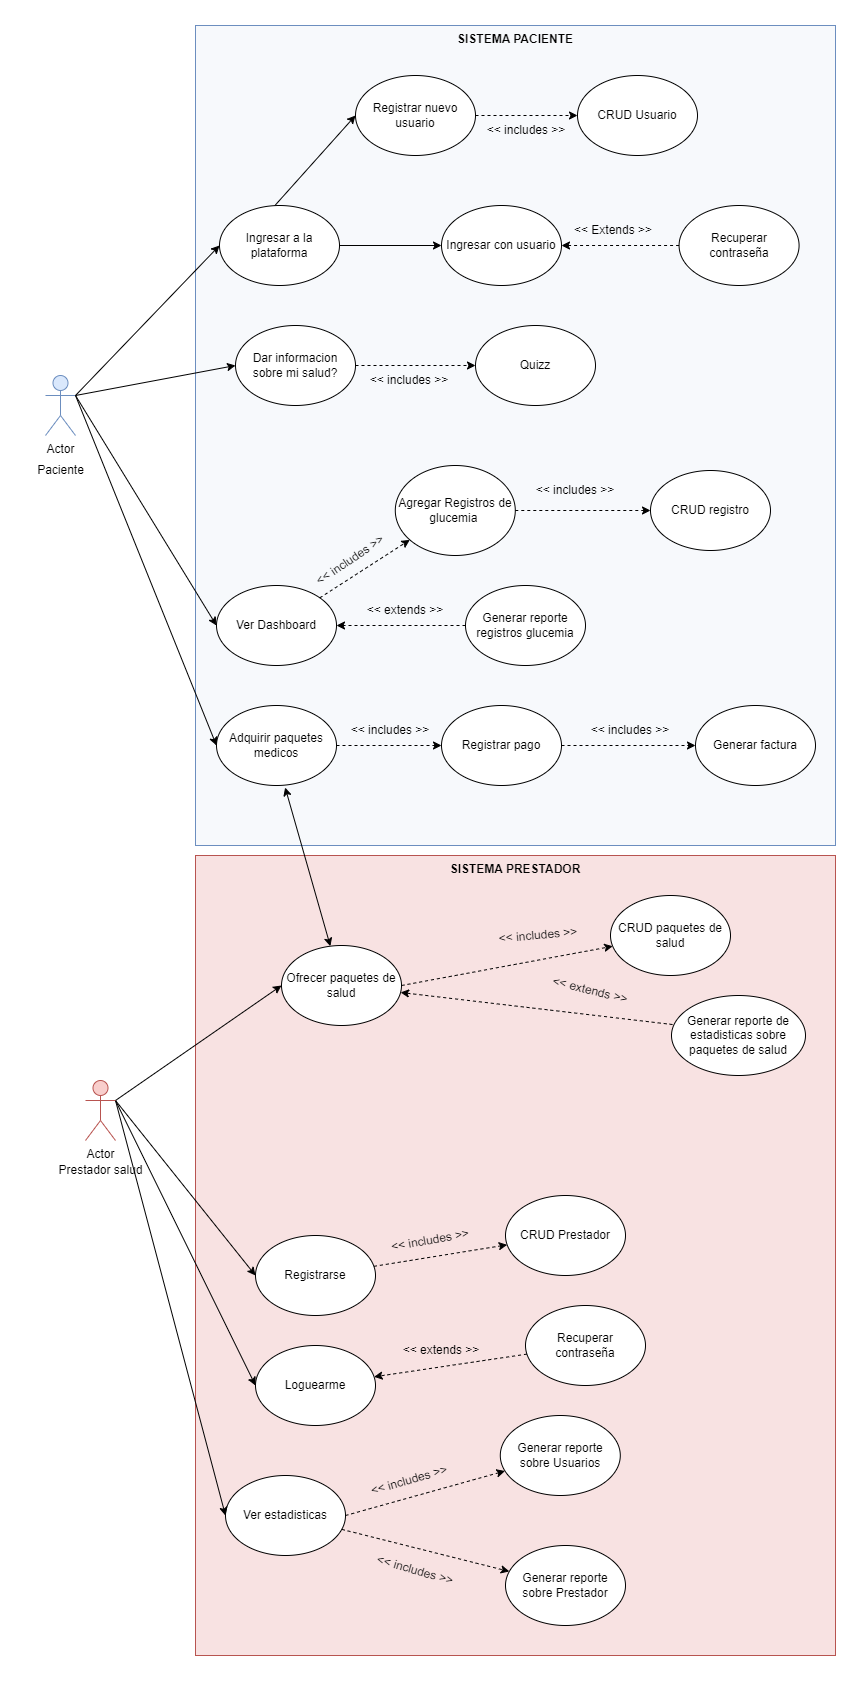 SISTEMA PACIENTE
Registrar nuevo
usuario
<< includes >>
CRUD Usuario
Ingresar a la
plataforma
Ingresar con usuario
<< Extends >>
Recuperar
contraseña
Dar informacion
sobre mi salud?
<< includes >>
Quizz
Actor
Paciente
Agregar Registros de
glucemia
<< includes >>
CRUD registro
<< includes >>
Ver Dashboard
<< extends >>
Generar reporte
registros glucemia
Adquirir paquetes
medicos
<< includes >>
Registrar pago
<< includes >>
Generar factura
SISTEMA PRESTADOR
Ofrecer paquetes de
salud
<< includes >>
CRUD paquetes de
salud
<< extends >>
Generar reporte de
estadisticas sobre
paquetes de salud
Actor
Prestador salud
Registrarse
<< includes >>
CRUD Prestador
Loguearme
<< extends >>
Recuperar
contraseña
Ver estadisticas
<< includes >>
Generar reporte
sobre Usuarios
<< includes >>
Generar reporte
sobre Prestador